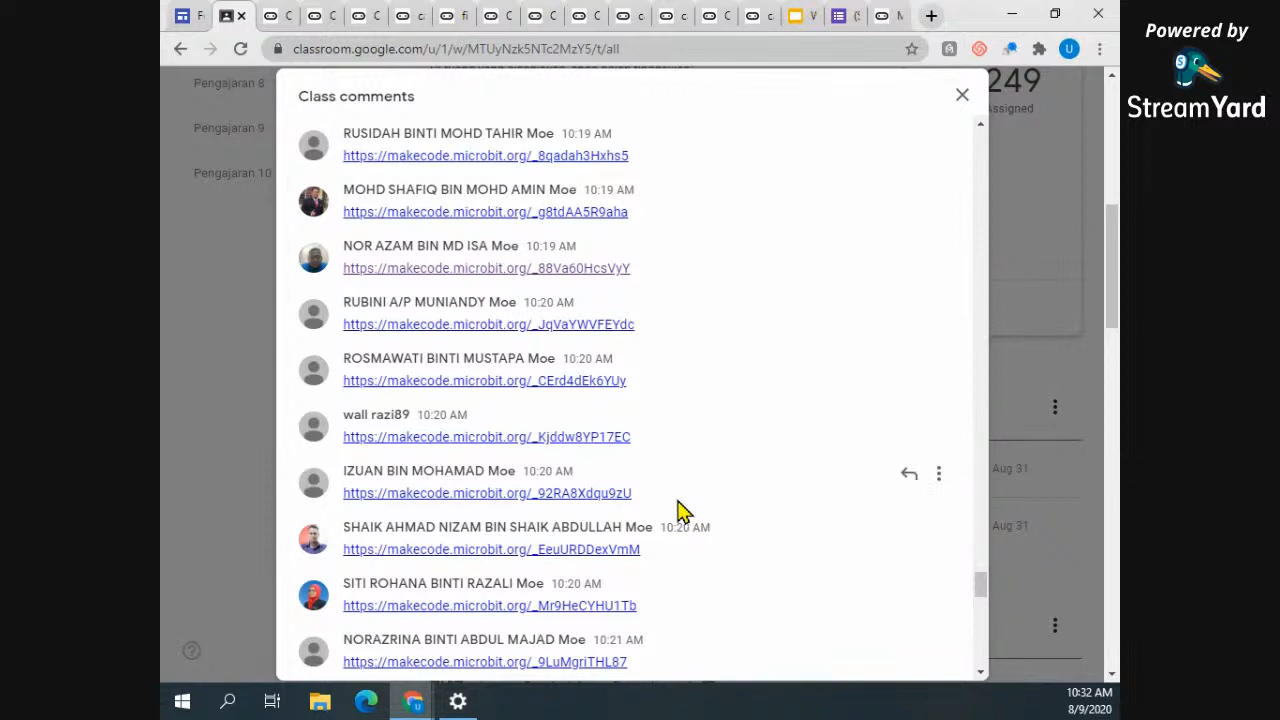 Powered by
StreamYard
classroom.google.com/u/1/w/MTUyNzk5NTc2MzY5/t/all
U
Pengajaran 8
Pengajaran 9
Pengajaran 10
249
Assigned
Aug 31
Aug 31
Class comments
RUSIDAH BINTI MOHD TAHIR Moe 10:19 AM
https://makecode.microbit.org/_8qadah3Hxhs5
MOHD SHAFIQ BIN MOHD AMIN Moe 10:19 AM
https://makecode.microbit.org/_g8tdAA5R9aha
NOR AZAM BIN MD ISA Moe 10:19 AM
https://makecode.microbit.org/_88Va60HcsVyY
RUBINI A/P MUNIANDY Moe 10:20 AM
https://makecode.microbit.org/_JqVaYWVFEYdc
ROSMAWATI BINTI MUSTAPA Moe 10:20 AM
https://makecode.microbit.org/_CErd4dEk6YUy
wall razi89 10:20 AM
https://makecode.microbit.org/_Kjddw8YP17EC
IZUAN BIN MOHAMAD Moe 10:20 AM
https://makecode.microbit.org/_92RA8Xdqu9zU
SHAIK AHMAD NIZAM BIN SHAIK ABDULLAH Moe 10:20 AM
https://makecode.microbit.org/_EeuURDDexVmM
SITI ROHANA BINTI RAZALI Moe 10:20 AM
https://makecode.microbit.org/_Mr9HeCYHU1Tb
NORAZRINA BINTI ABDUL MAJAD Moe 10:21 AM
https://makecode.microbit.org/_9LuMgriTHL87
10:32 AM
8/9/2020